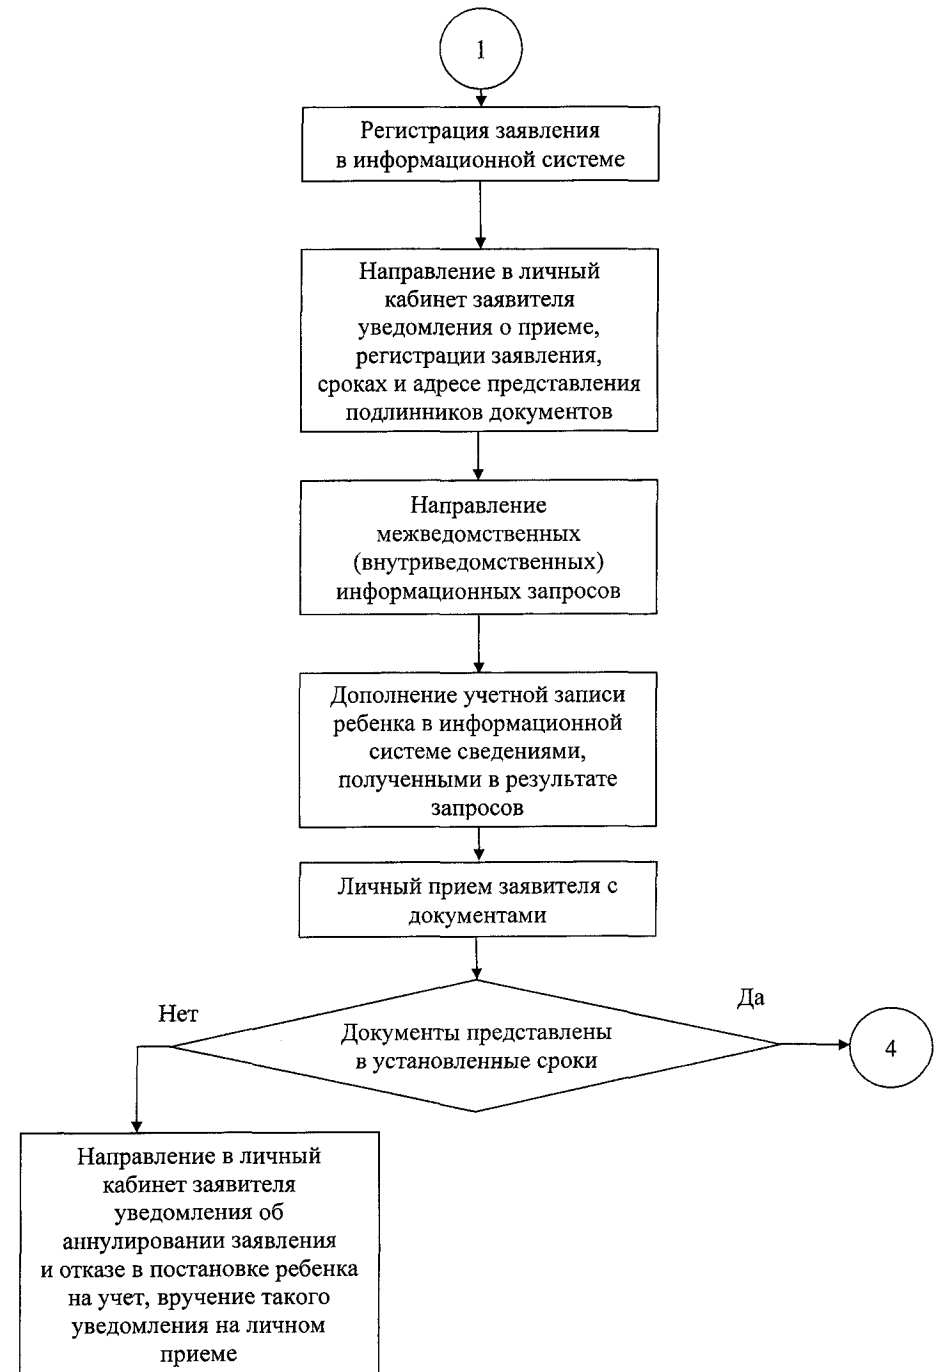 1
Регистрация заявления
в информационной системе
Направление в личный
кабинет заявителя
уведомления о приеме,
регистрации заявления,
сроках и адресе представления
подлинников документов
Направление
межведомственных
(внутриведомственных)
информационных запросов
Дополнение учетной записи
ребенка в информационной
системе сведениями,
полученными в результате
запросов
Личный прием заявителя с
документами
Нет
Да
Документы представлены
в установленные сроки
4
Направление в личный
кабинет заявителя
уведомления об
аннулировании заявления
и отказе в постановке ребенка
на учет, вручение такого
уведомления на личном
приеме